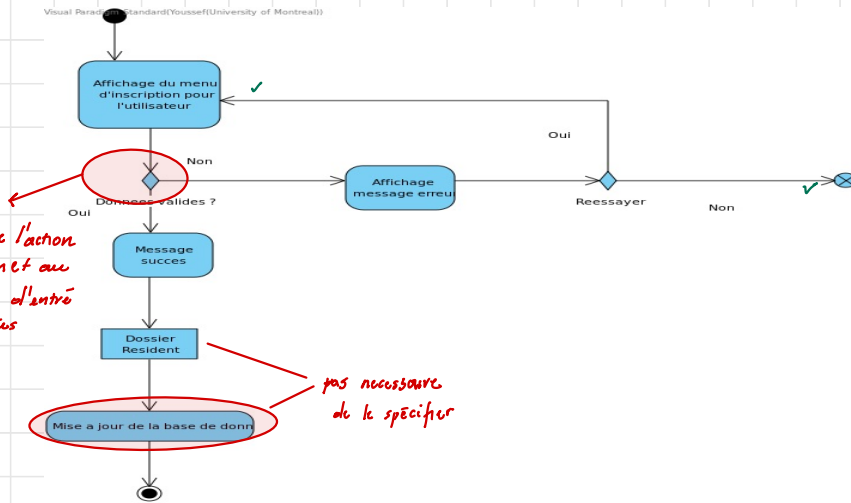 Visual Paradigm Standard(Youssef(University of Montreal))
Affichage du menu
d'inscription pour
l'utilisateur
Oui
Non
Affichage
message erreu
Données valides ?
Reessayer
Non
Oui
l'action
Message
succes
et au
d'entré
Dossier
Resident
pas necessaire
de le spécifier
Mise a jour de la base de donn